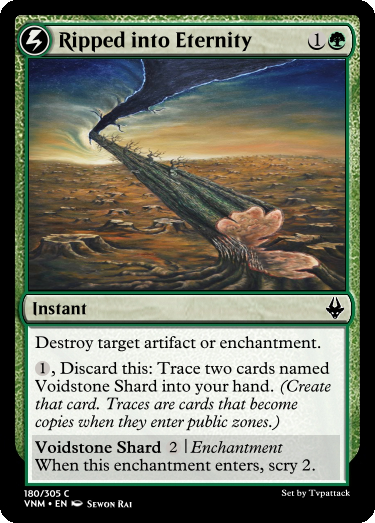 Ripped into Eternity 1
Instant
Destroy target artifact or enchantment.
1, Discard this: Trace two cards named
Voidstone Shard into your hand. (Create
that card. Traces are cards that become
copies when they enter public zones.)
Voidstone Shard 2 | Enchantment
When this enchantment enters, scry 2.
180/305 C
VNM • EN Sewon Rai
Set by Tvpattack